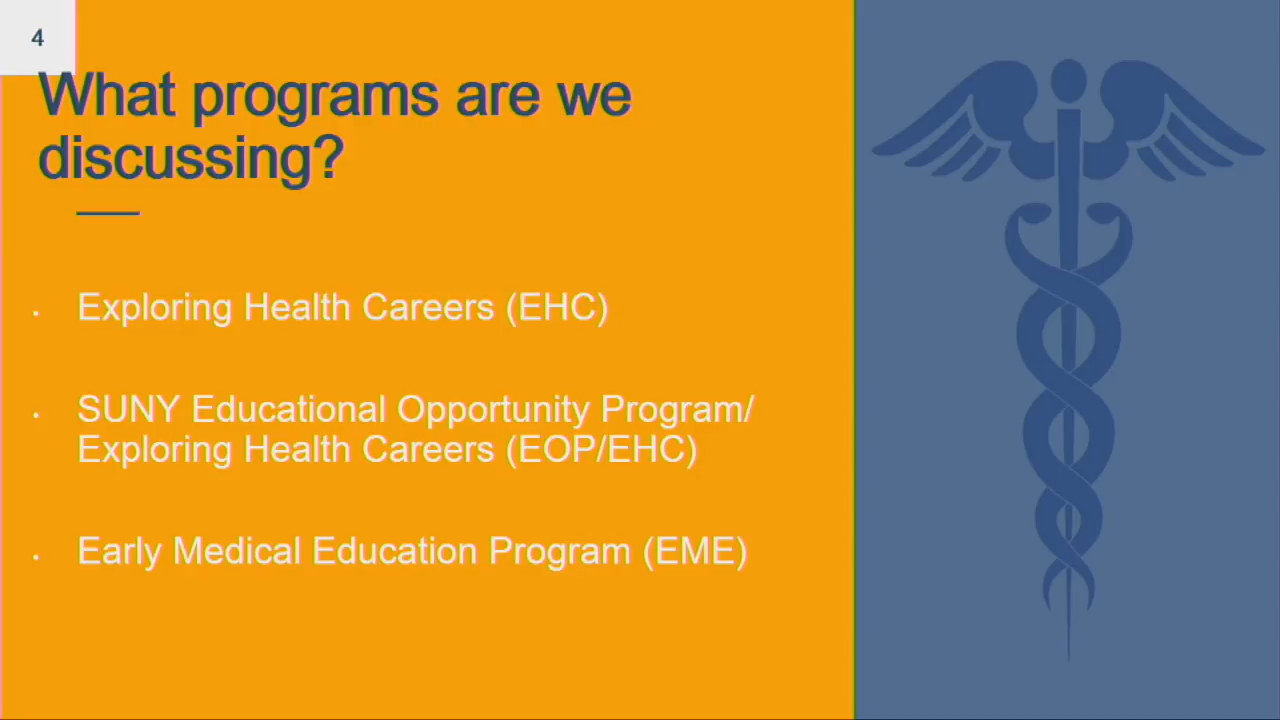 4
What programs are we
discussing?
Exploring Health Careers (EHC)
SUNY Educational Opportunity Program/
Exploring Health Careers (EOP/EHC)
Early Medical Education Program (EME)